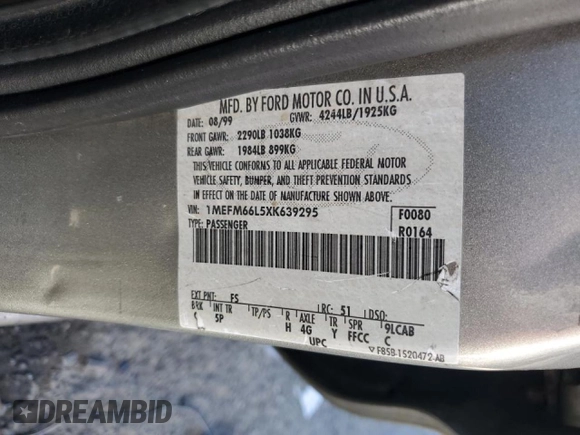 MFD. BY FORD MOTOR CO. IN U.S.A.
DATE: 08/99 GVWR: 4244LB/1925KG
FRONT GAWR: 2290LB 1038KG
REAR GAWR: 1984LB 899KG
THIS VEHICLE CONFORMS TO ALL APPLICABLE FEDERAL MOTOR
VEHICLE SAFETY, BUMPER, AND THEFT PREVENTION STANDARDS
IN EFFECT ON THE DATE OF MANUFACTURE SHOWN ABOVE.
VIN: 1MEFM66L5XK639295 F0080
TYPE: PASSENGER R0164
EXT PNT: FS RC: 51 DSO:
BRK INT TR TP/PS R AXLE TR SPR 9LCAB
5P H 4G Y FFCC C
UPC ▽ F85B-1520472-AB
DREAMBID